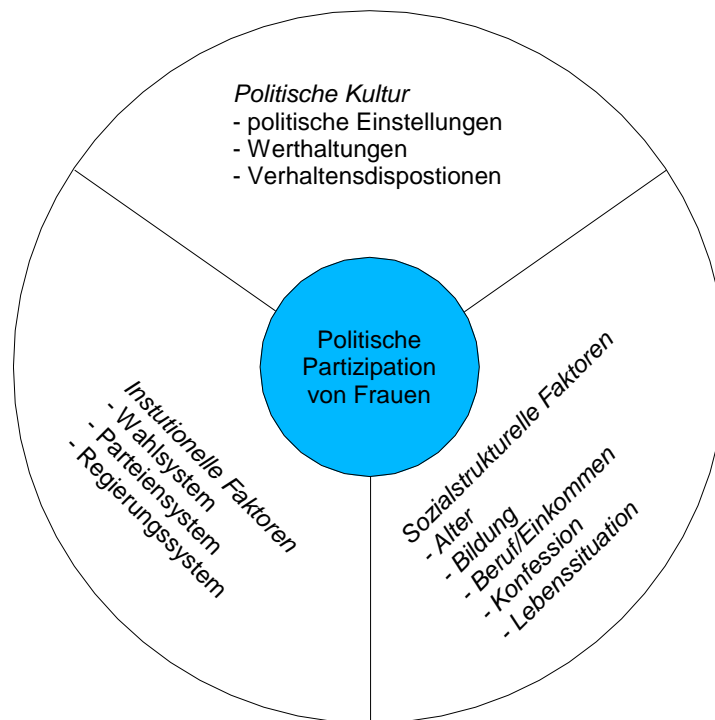 Politische Kultur
- politische Einstellungen
- Werthaltungen
- Verhaltensdispostionen
Politische
Partizipation
von Frauen
Instutionelle Faktoren
- Wahlsystem
- Parteiensystem
- Regierungssystem
Sozialstrukturelle Faktoren
- Alter
- Bildung
- Beruf/Einkommen
- Konfession
- Lebenssituation